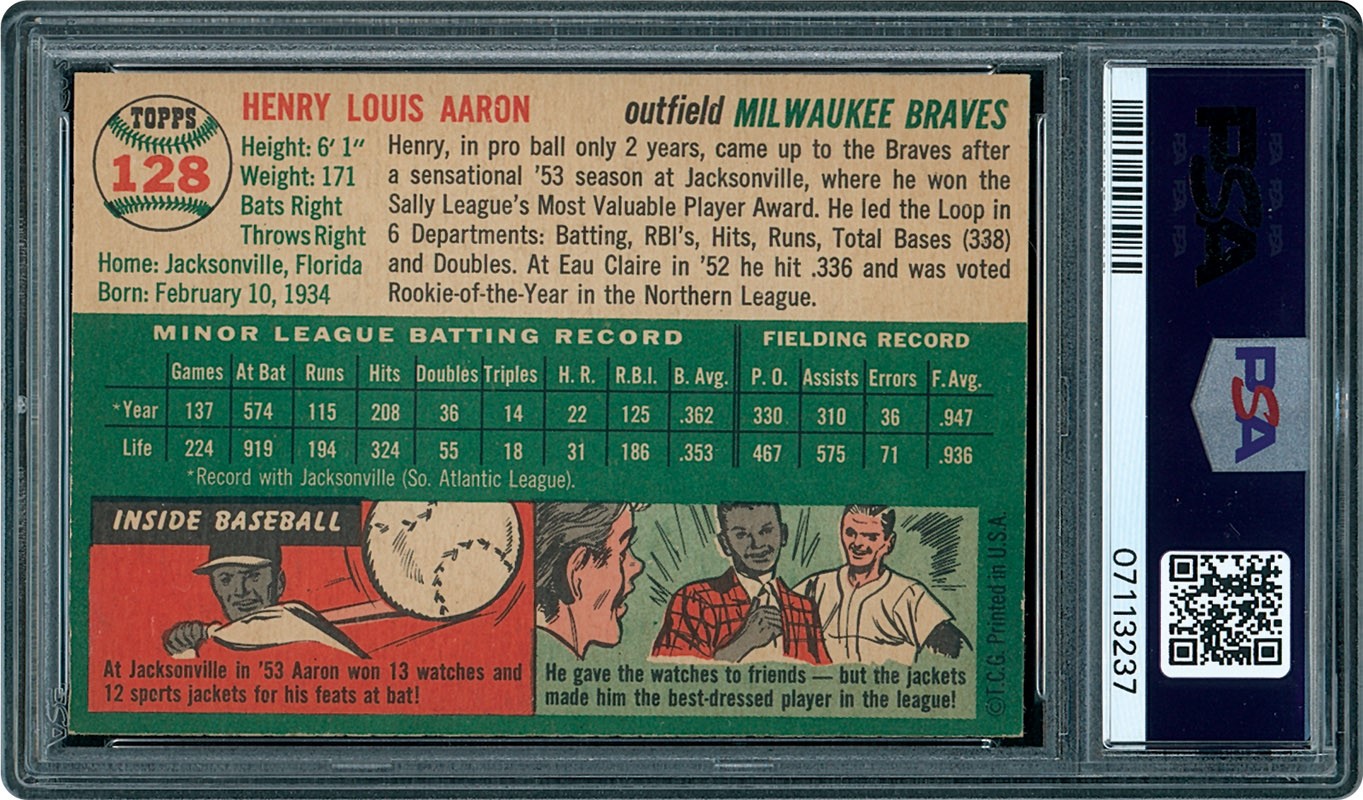 TOPPS
128
HENRY LOUIS AARON
outfield MILWAUKEE BRAVES
Height: 6' 1"
Weight: 171
Bats Right
Throws Right
Home: Jacksonville, Florida
Born: February 10, 1934
Henry, in pro ball only 2 years, came up to the Braves after
a sensational '53 season at Jacksonville, where he won the
Sally League's Most Valuable Player Award. He led the Loop in
6 Departments: Batting, RBI's, Hits, Runs, Total Bases (338)
and Doubles. At Eau Claire in '52 he hit .336 and was voted
Rookie-of-the-Year in the Northern League.
MINOR LEAGUE BATTING RECORD FIELDING RECORD
Games At Bat Runs Hits Doubles Triples H. R. R.B.I. B. Avg. P. O. Assists Errors F. Avg.
*Year 137 574 115 208 36 14 22 125 .362 330 310 36 .947
Life 224 919 194 324 55 18 31 186 .353 467 575 71 .936
*Record with Jacksonville (So. Atlantic League).
INSIDE BASEBALL
At Jacksonville in '53 Aaron won 13 watches and
12 sports jackets for his feats at bat!
He gave the watches to friends — but the jackets
made him the best-dressed player in the league!
©T.C.G. Printed in U.S.A.
07113237
PSA
PSA
PSA PSA PSA
PSA PSA PSA
PSA